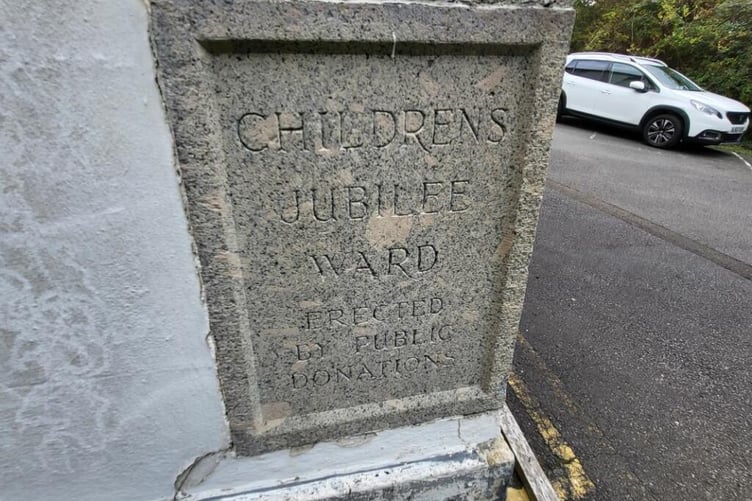 CHILDRENS
JUBILEE
WARD
ERECTED
BY PUBLIC
DONATIONS